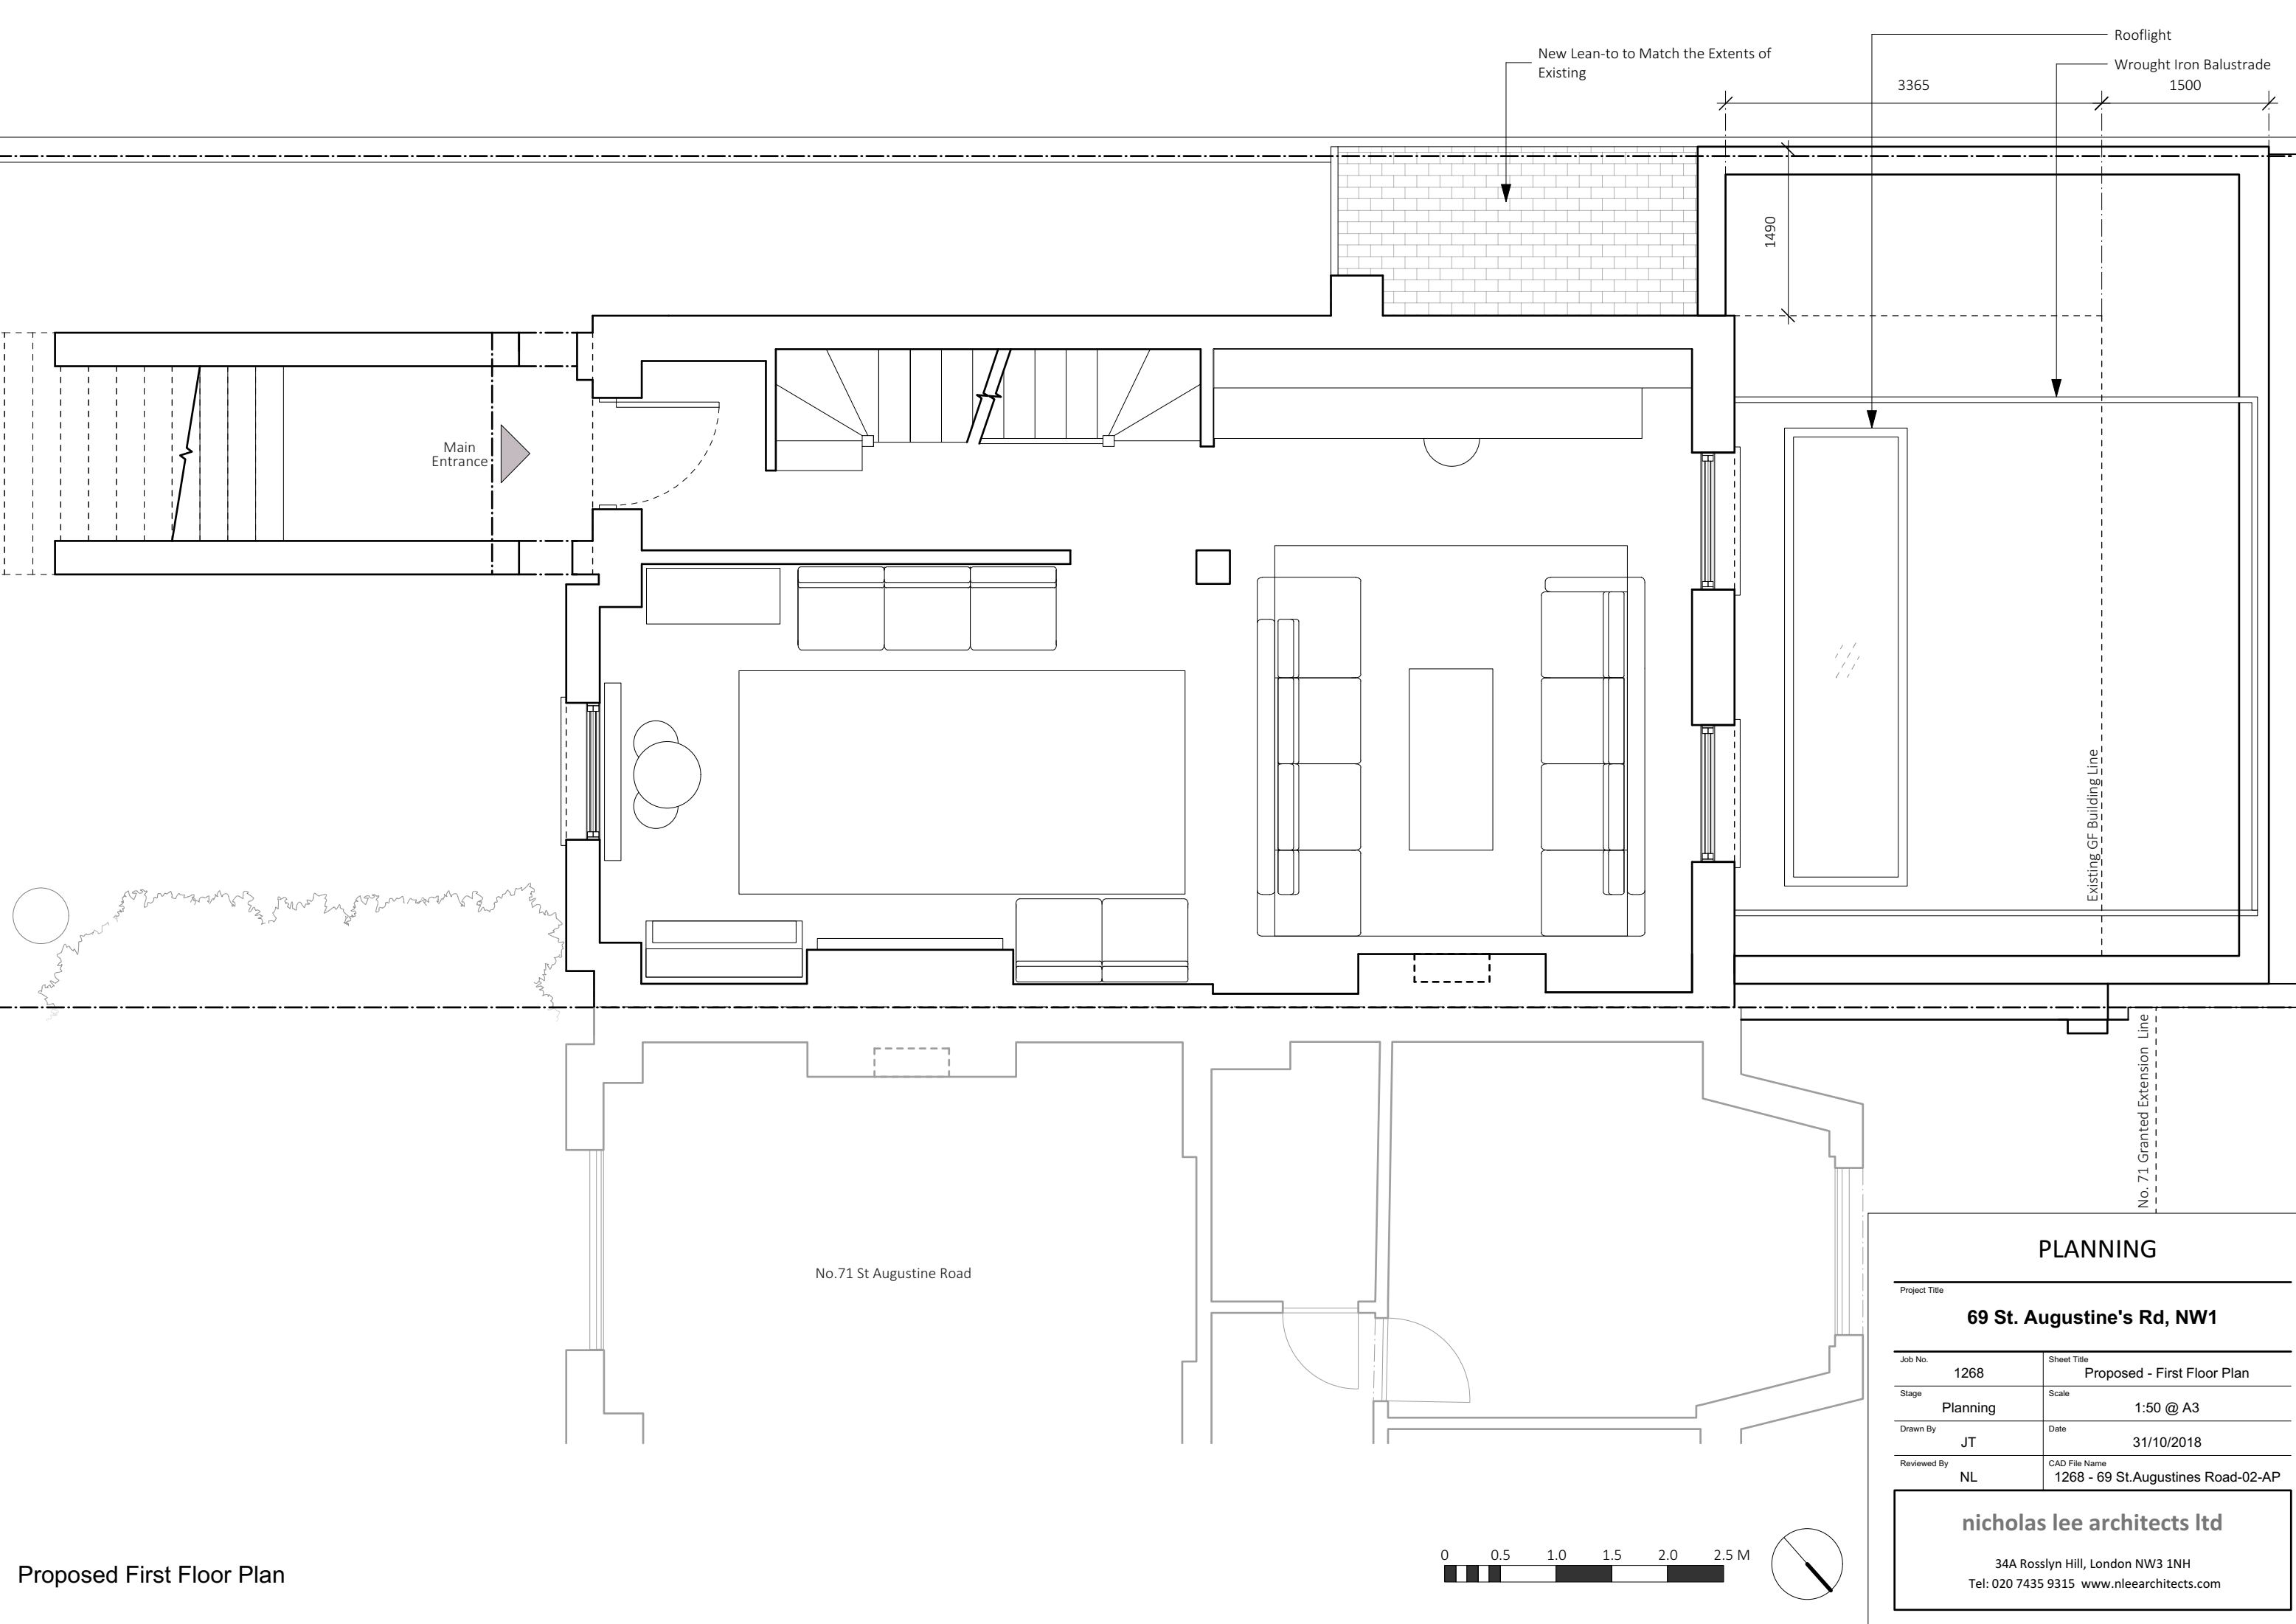 Rooflight
New Lean-to to Match the Extents of
Existing
Wrought Iron Balustrade
3365
1500
1490
Main
Entrance
Existing GF Building Line
No. 71 Granted Extension Line
No.71 St Augustine Road
PLANNING
Project Title
69 St. Augustine's Rd, NW1
Job No.
1268
Sheet Title
Proposed - First Floor Plan
Stage
Planning
Scale
1:50 @ A3
Drawn By
JT
Date
31/10/2018
Reviewed By
NL
CAD File Name
1268 - 69 St.Augustines Road-02-AP
nicholas lee architects ltd
34A Rosslyn Hill, London NW3 1NH
Tel: 020 7435 9315 www.nleearchitects.com
0 0.5 1.0 1.5 2.0 2.5 M
Proposed First Floor Plan